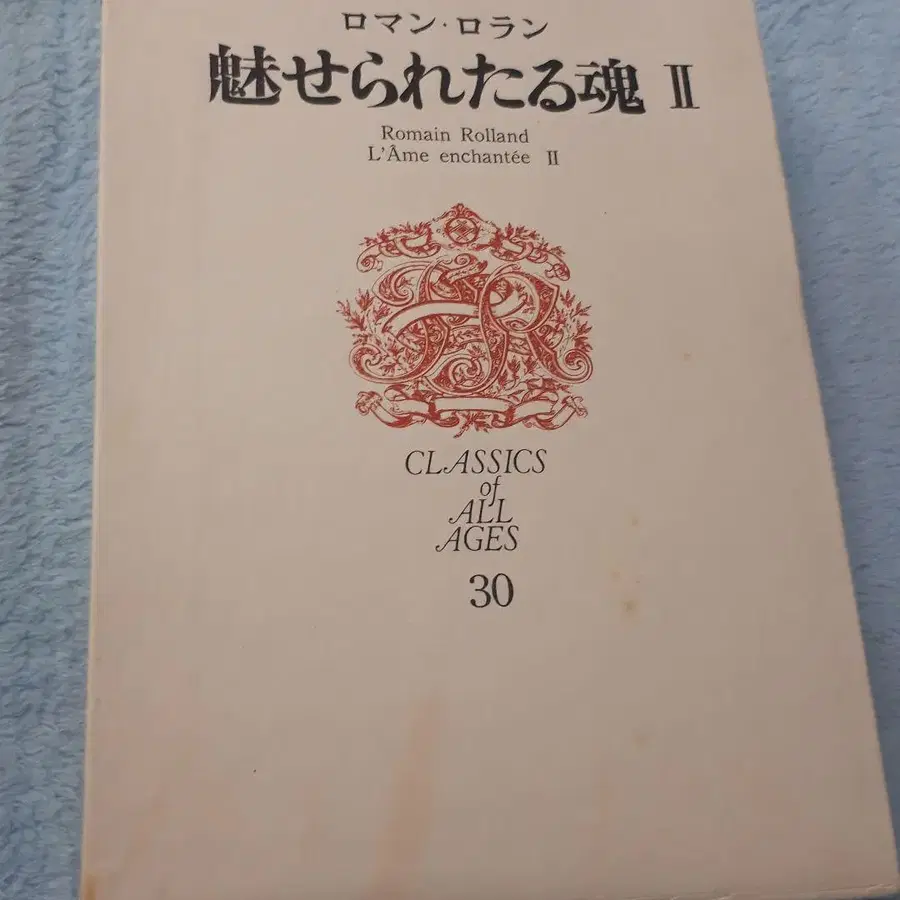 ロマン・ロラン
魅せられたる魂 Ⅱ
Romain Rolland
L'Âme enchantée Ⅱ
CLASSICS
of
ALL
AGES
30